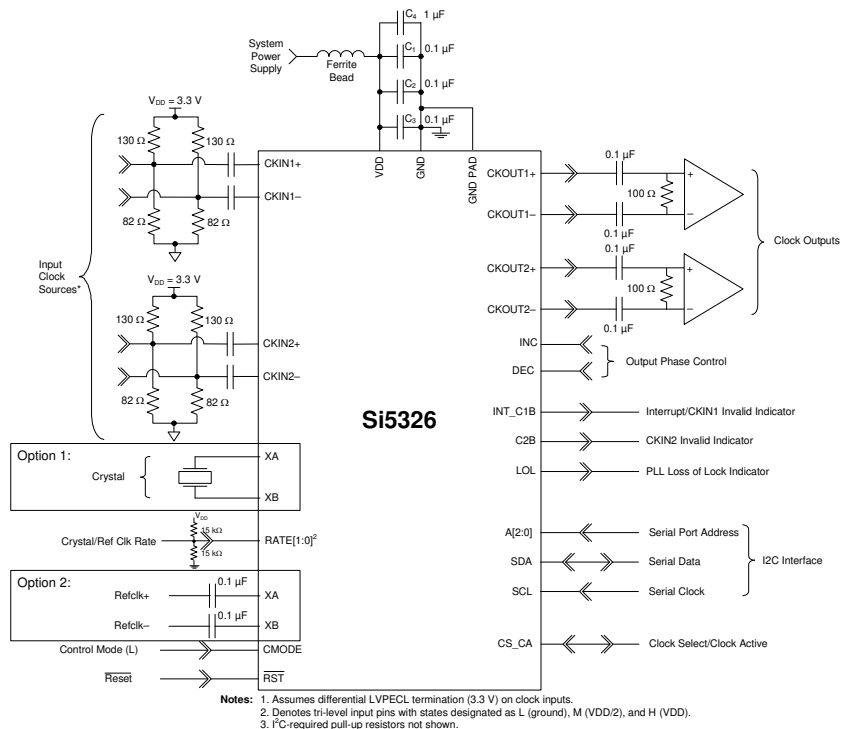 C4 1 µF
System
Power
Supply
Ferrite
Bead
C1 0.1 µF
C2 0.1 µF
C3 0.1 µF
VDD = 3.3 V
130 Ω
130 Ω
82 Ω
82 Ω
CKIN1+
CKIN1–
VDD
GND
GND PAD
Input
Clock
Sources*
VDD = 3.3 V
130 Ω
130 Ω
82 Ω
82 Ω
CKIN2+
CKIN2–
Si5326
Option 1:
Crystal
XA
XB
VDD
15 kΩ
15 kΩ
Crystal/Ref Clk Rate
RATE[1:0]2
Option 2:
0.1 µF
Refclk+
XA
0.1 µF
Refclk–
XB
Control Mode (L)
CMODE
Reset
RST
CKOUT1+
0.1 µF
100 Ω
+
–
CKOUT1–
0.1 µF
CKOUT2+
0.1 µF
100 Ω
+
–
CKOUT2–
0.1 µF
Clock Outputs
INC
DEC
Output Phase Control
INT_C1B
Interrupt/CKIN1 Invalid Indicator
C2B
CKIN2 Invalid Indicator
LOL
PLL Loss of Lock Indicator
A[2:0]
Serial Port Address
SDA
Serial Data
SCL
Serial Clock
I2C Interface
CS_CA
Clock Select/Clock Active
Notes: 1. Assumes differential LVPECL termination (3.3 V) on clock inputs.
2. Denotes tri-level input pins with states designated as L (ground), M (VDD/2), and H (VDD).
3. I2C-required pull-up resistors not shown.